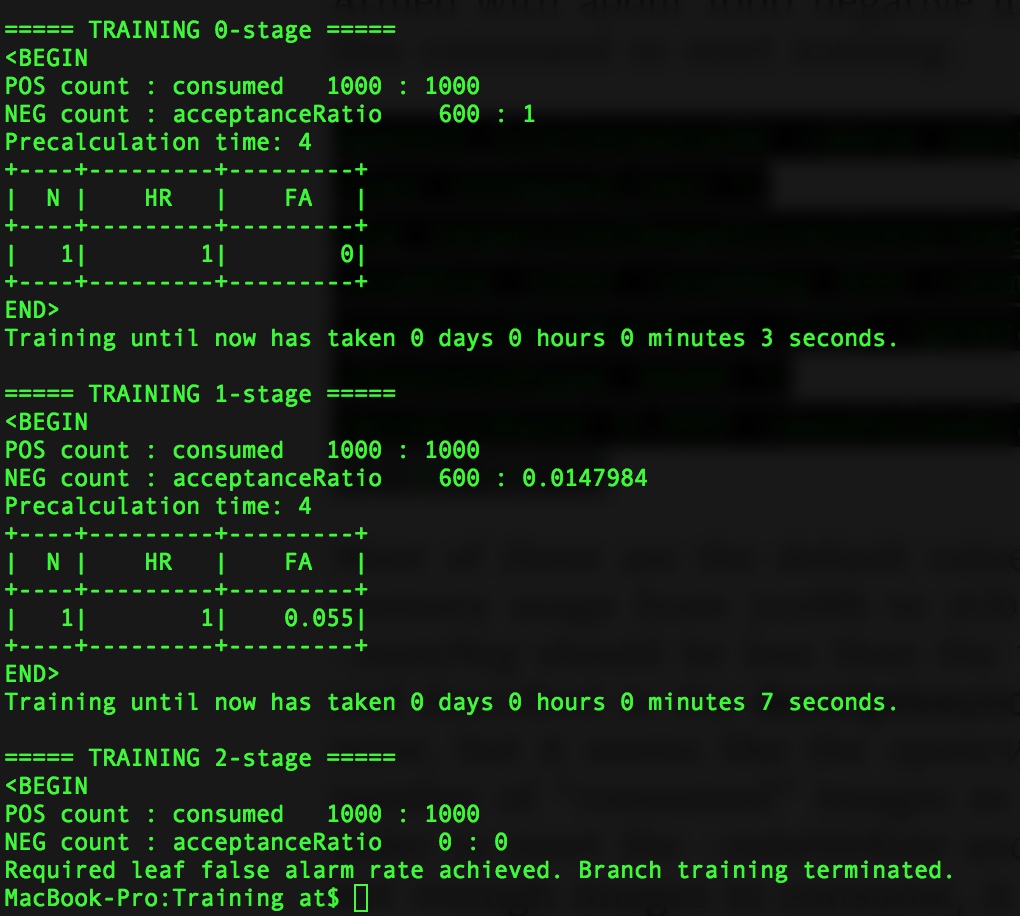 ===== TRAINING 0-stage =====
<BEGIN
POS count : consumed   1000 : 1000
NEG count : acceptanceRatio    600 : 1
Precalculation time: 4
+----+---------+---------+
|  N |    HR   |    FA   |
+----+---------+---------+
|   1|        1|        0|
+----+---------+---------+
END>
Training until now has taken 0 days 0 hours 0 minutes 3 seconds.

===== TRAINING 1-stage =====
<BEGIN
POS count : consumed   1000 : 1000
NEG count : acceptanceRatio    600 : 0.0147984
Precalculation time: 4
+----+---------+---------+
|  N |    HR   |    FA   |
+----+---------+---------+
|   1|        1|    0.055|
+----+---------+---------+
END>
Training until now has taken 0 days 0 hours 0 minutes 7 seconds.

===== TRAINING 2-stage =====
<BEGIN
POS count : consumed   1000 : 1000
NEG count : acceptanceRatio    0 : 0
Required leaf false alarm rate achieved. Branch training terminated.
MacBook-Pro:Training at$